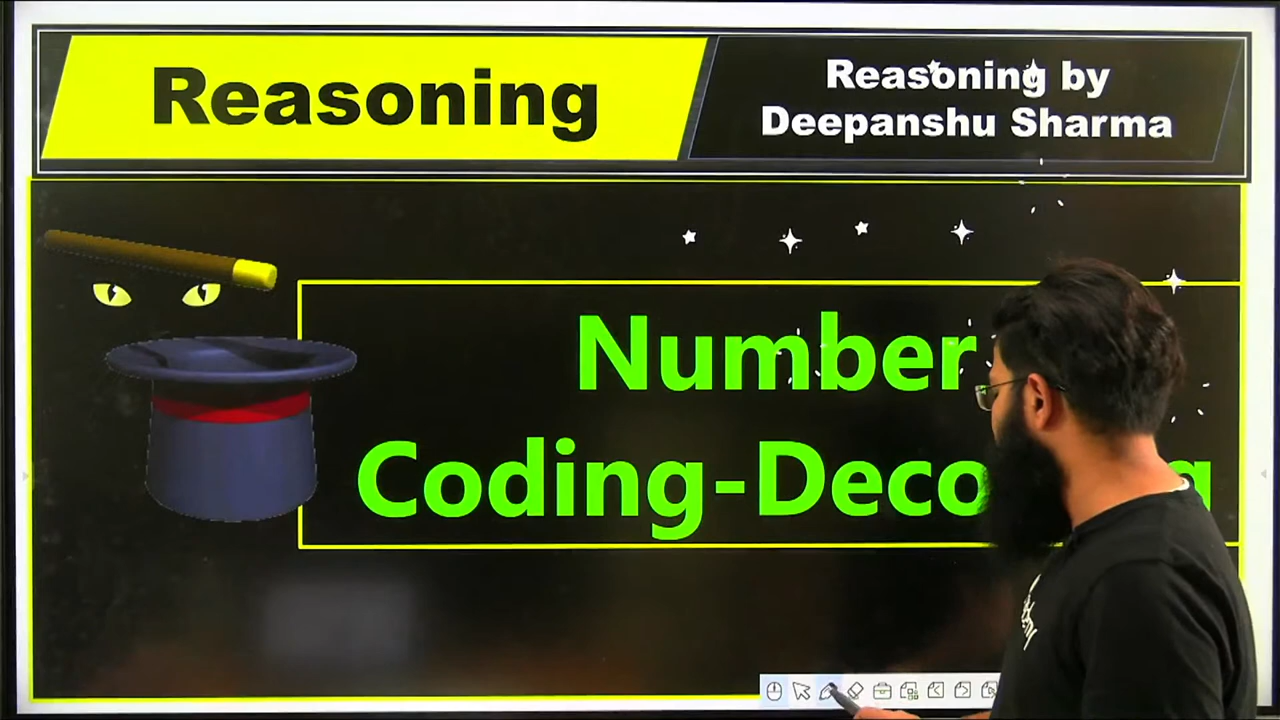 Reasoning
Reasoning by
Deepanshu Sharma
Number
Coding-Deco g